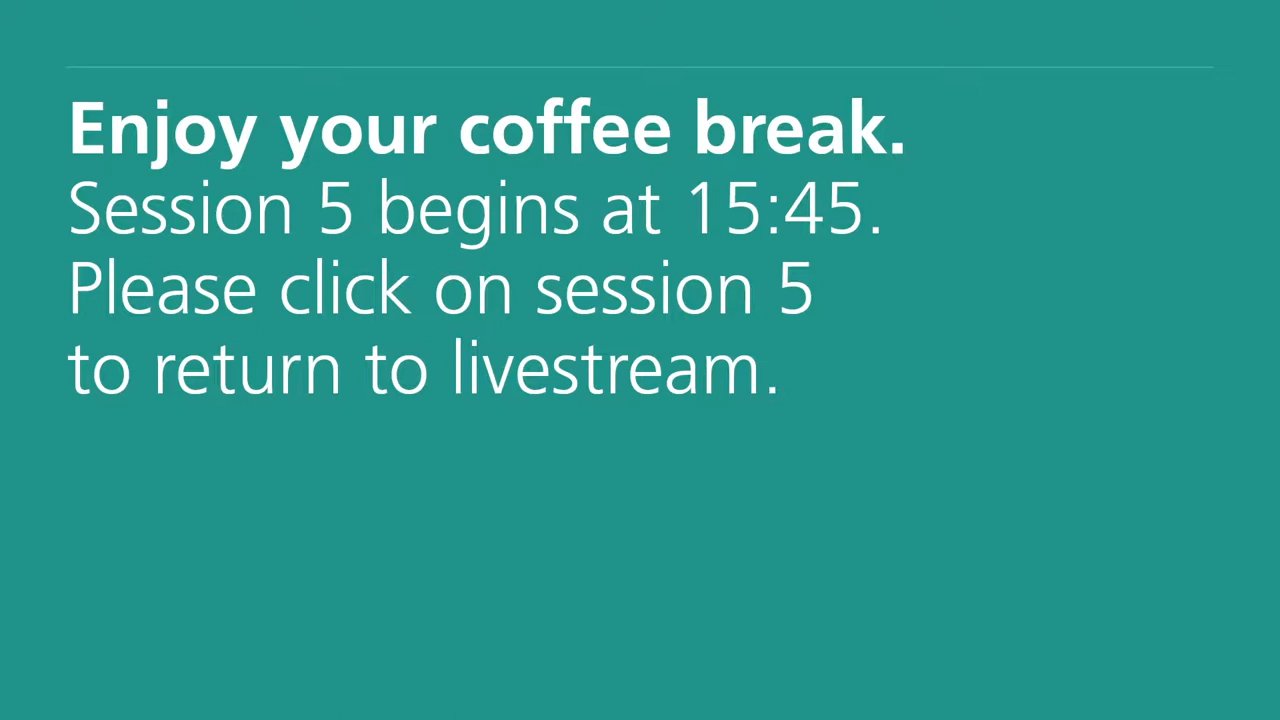 Enjoy your coffee break.
Session 5 begins at 15:45.
Please click on session 5
to return to livestream.